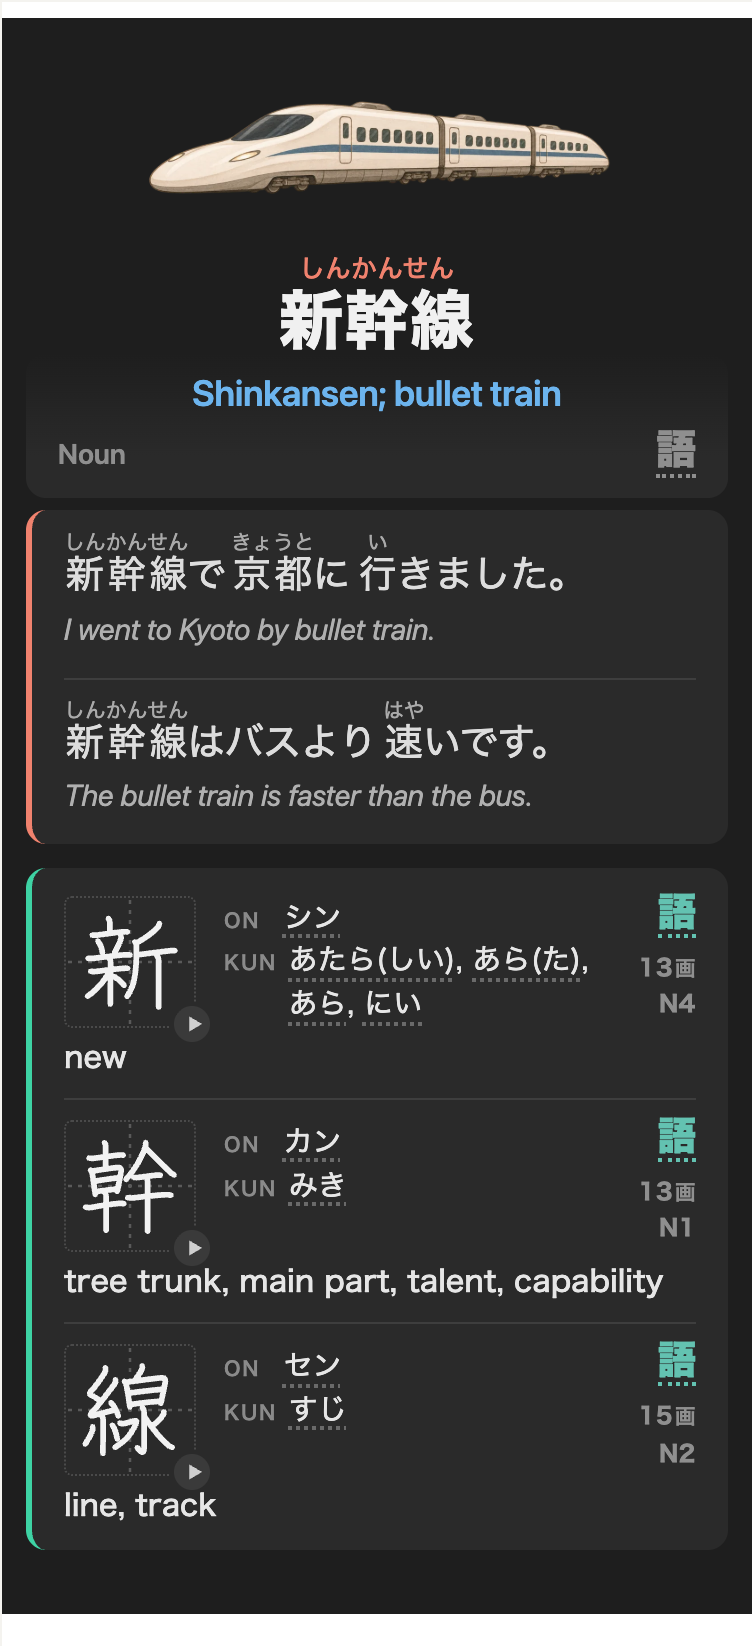 しんかんせん
新幹線
Shinkansen; bullet train
Noun
語
しんかんせん きょうと い
新幹線で京都に行きました。
I went to Kyoto by bullet train.
しんかんせん はや
新幹線はバスより速いです。
The bullet train is faster than the bus.
新
ON シン
KUN あたら(しい), あら(た),
あら, にい
語
13画
N4
new
幹
ON カン
KUN みき
語
13画
N1
tree trunk, main part, talent, capability
線
ON セン
KUN すじ
語
15画
N2
line, track